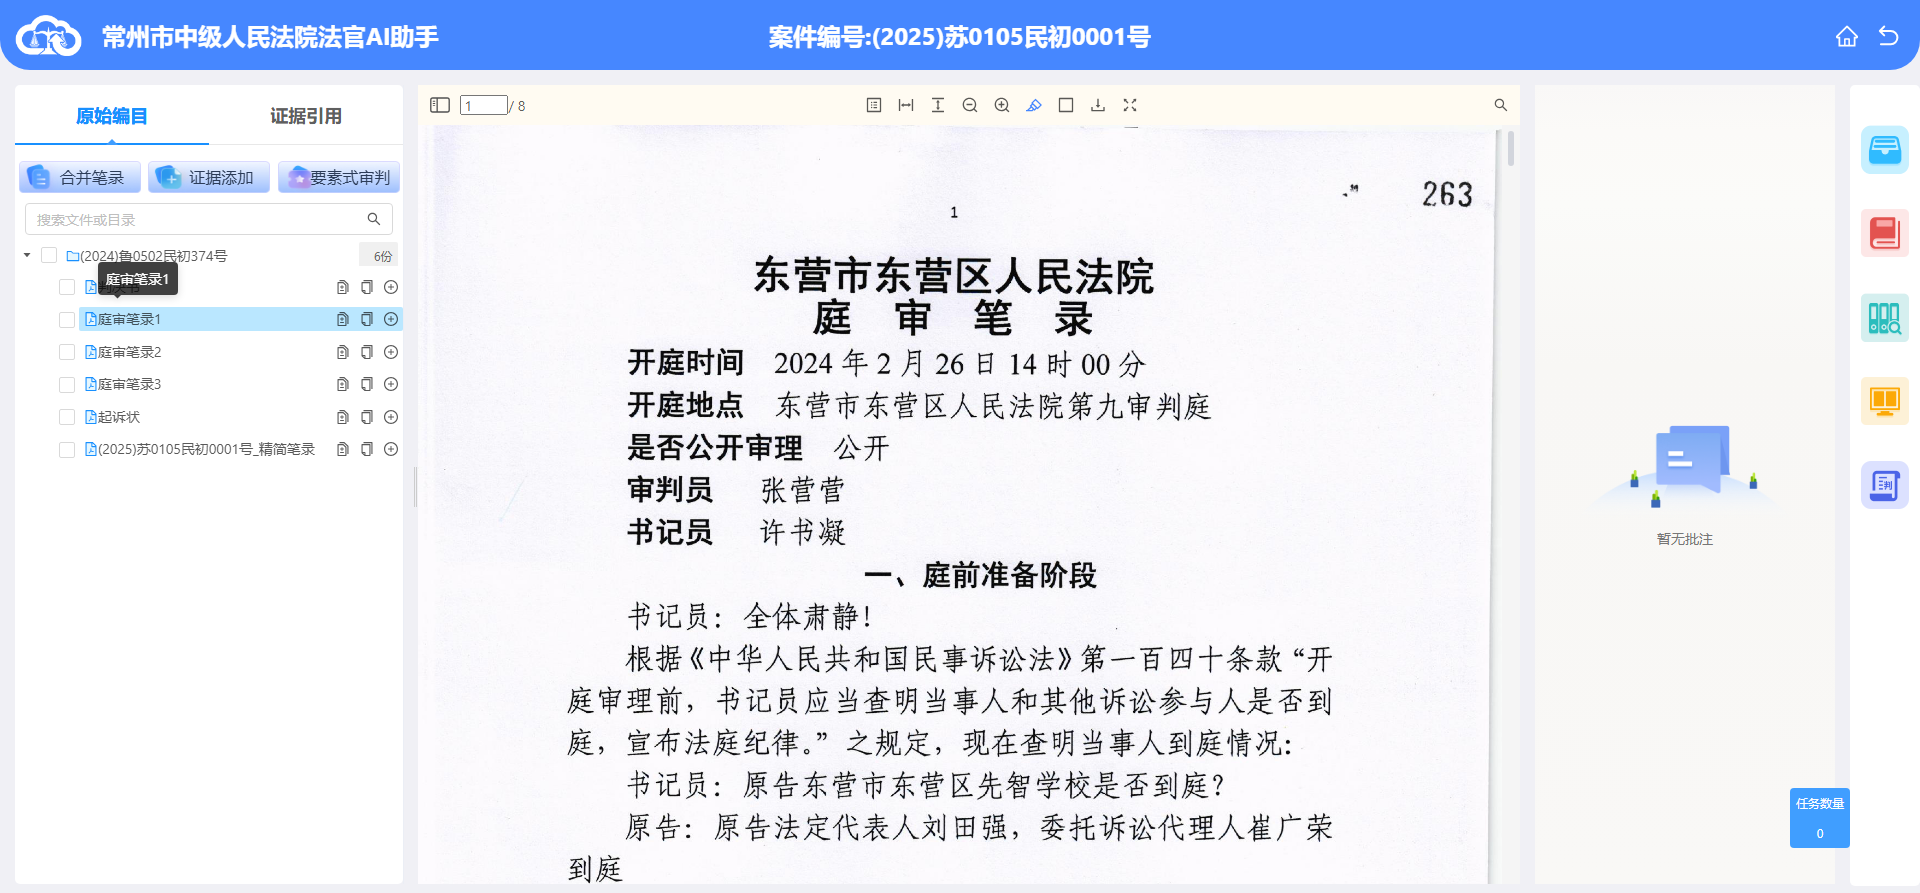 常州市中级人民法院法官AI助手
案件编号:(2025)苏0105民初0001号
原始编目
证据引用
合并笔录
证据添加
要素式审判
搜索文件或目录
(2024)鲁0502民初374号
6份
庭审笔录1
庭审笔录1
庭审笔录2
庭审笔录3
起诉状
(2025)苏0105民初0001号_精简笔录
1 / 8
263
1
东营市东营区人民法院
庭 审 笔 录
开庭时间 2024 年 2 月 26 日 14 时 00 分
开庭地点 东营市东营区人民法院第九审判庭
是否公开审理 公开
审判员 张营营
书记员 许书凝
一、庭前准备阶段
书记员：全体肃静！
根据《中华人民共和国民事诉讼法》第一百四十条款“开
庭审理前，书记员应当查明当事人和其他诉讼参与人是否到
庭，宣布法庭纪律。”之规定，现在查明当事人到庭情况：
书记员：原告东营市东营区先智学校是否到庭？
原告：原告法定代表人刘田强，委托诉讼代理人崔广荣
到庭
暂无批注
判
任务数量
0